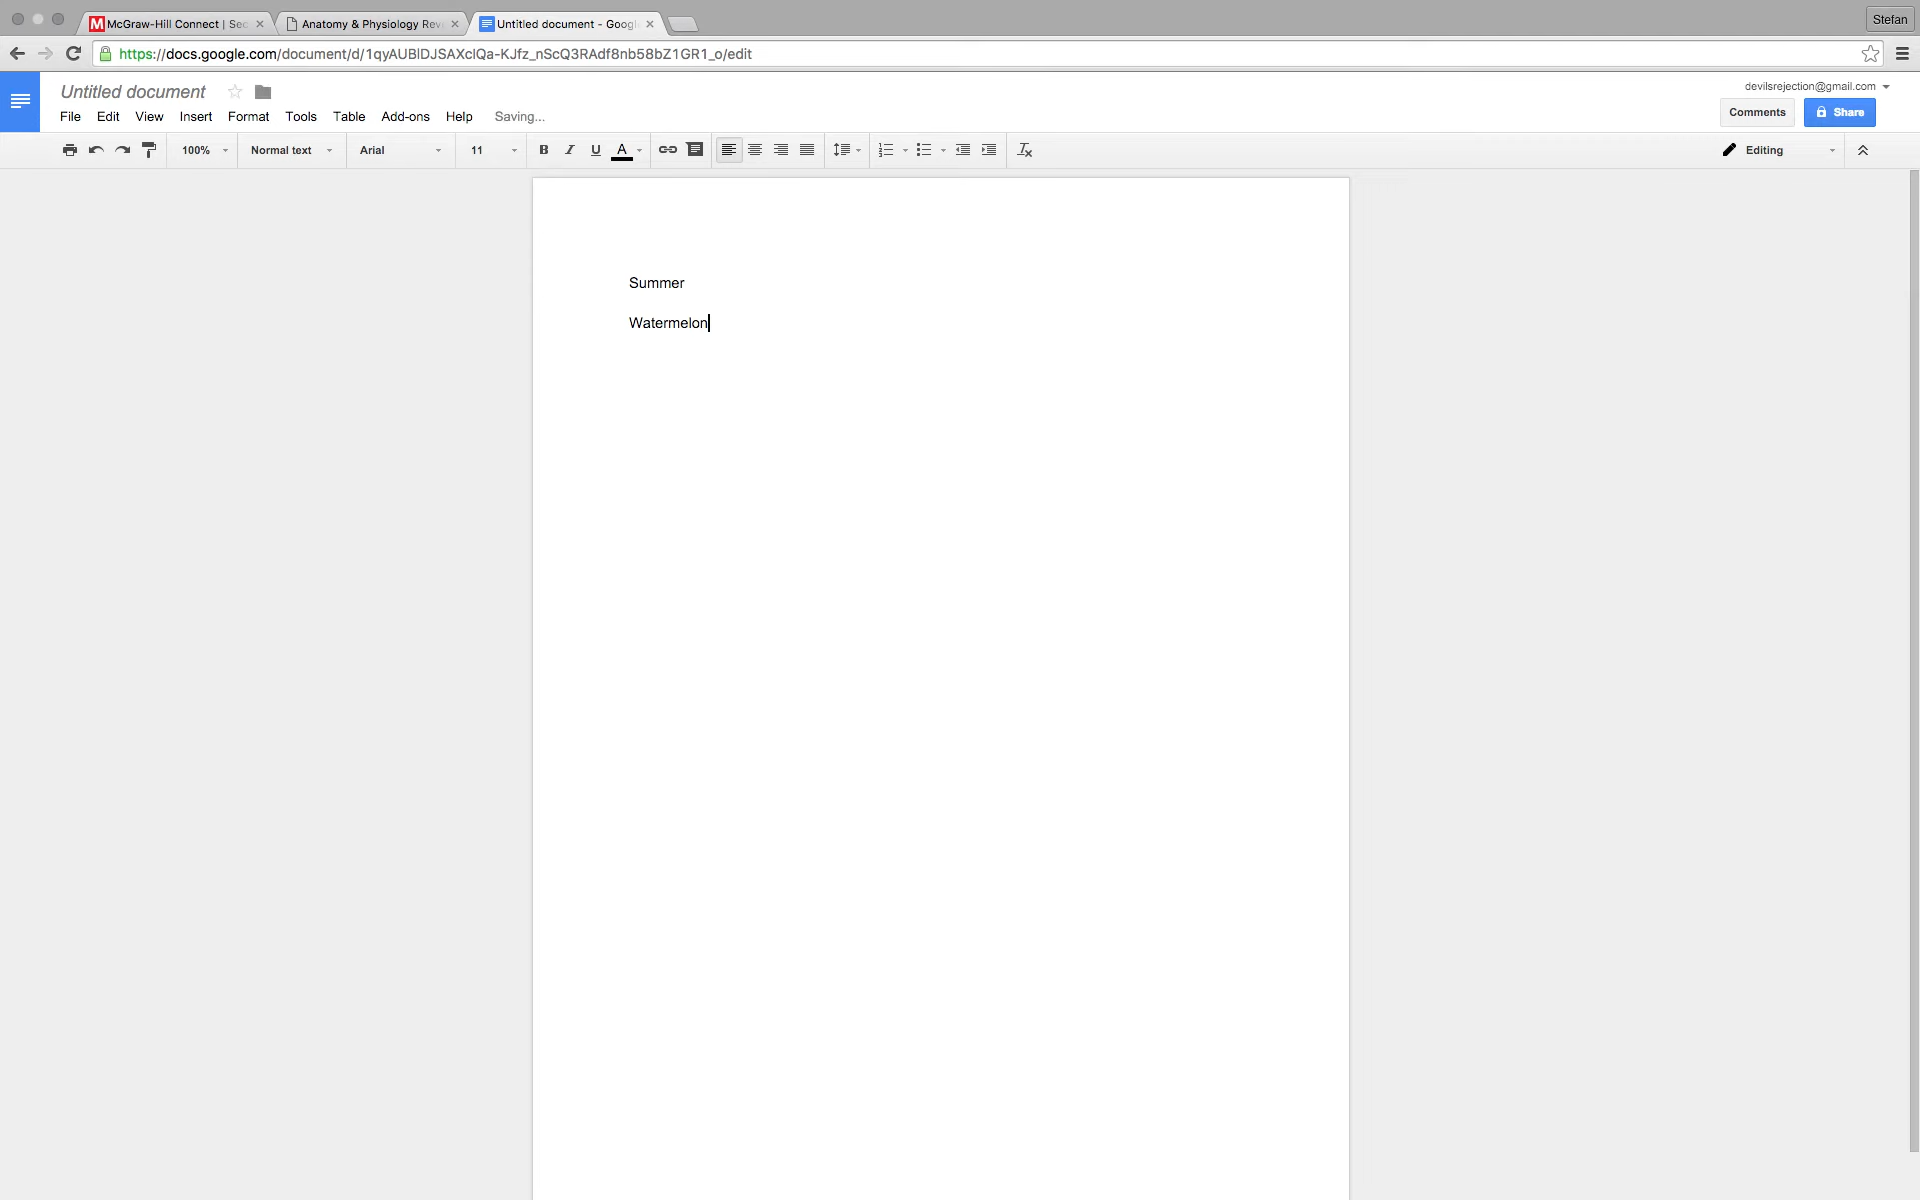 McGraw-Hill Connect | Sec
Anatomy & Physiology Rev
Untitled document - Googl
Stefan
https://docs.google.com/document/d/1qyAUBlDJSAXclQa-KJfz_nScQ3RAdf8nb58bZ1GR1_o/edit
Untitled document
devilsrejection@gmail.com
File Edit View Insert Format Tools Table Add-ons Help Saving...
Comments Share
100% Normal text Arial 11 B I U A Editing
Summer
Watermelon